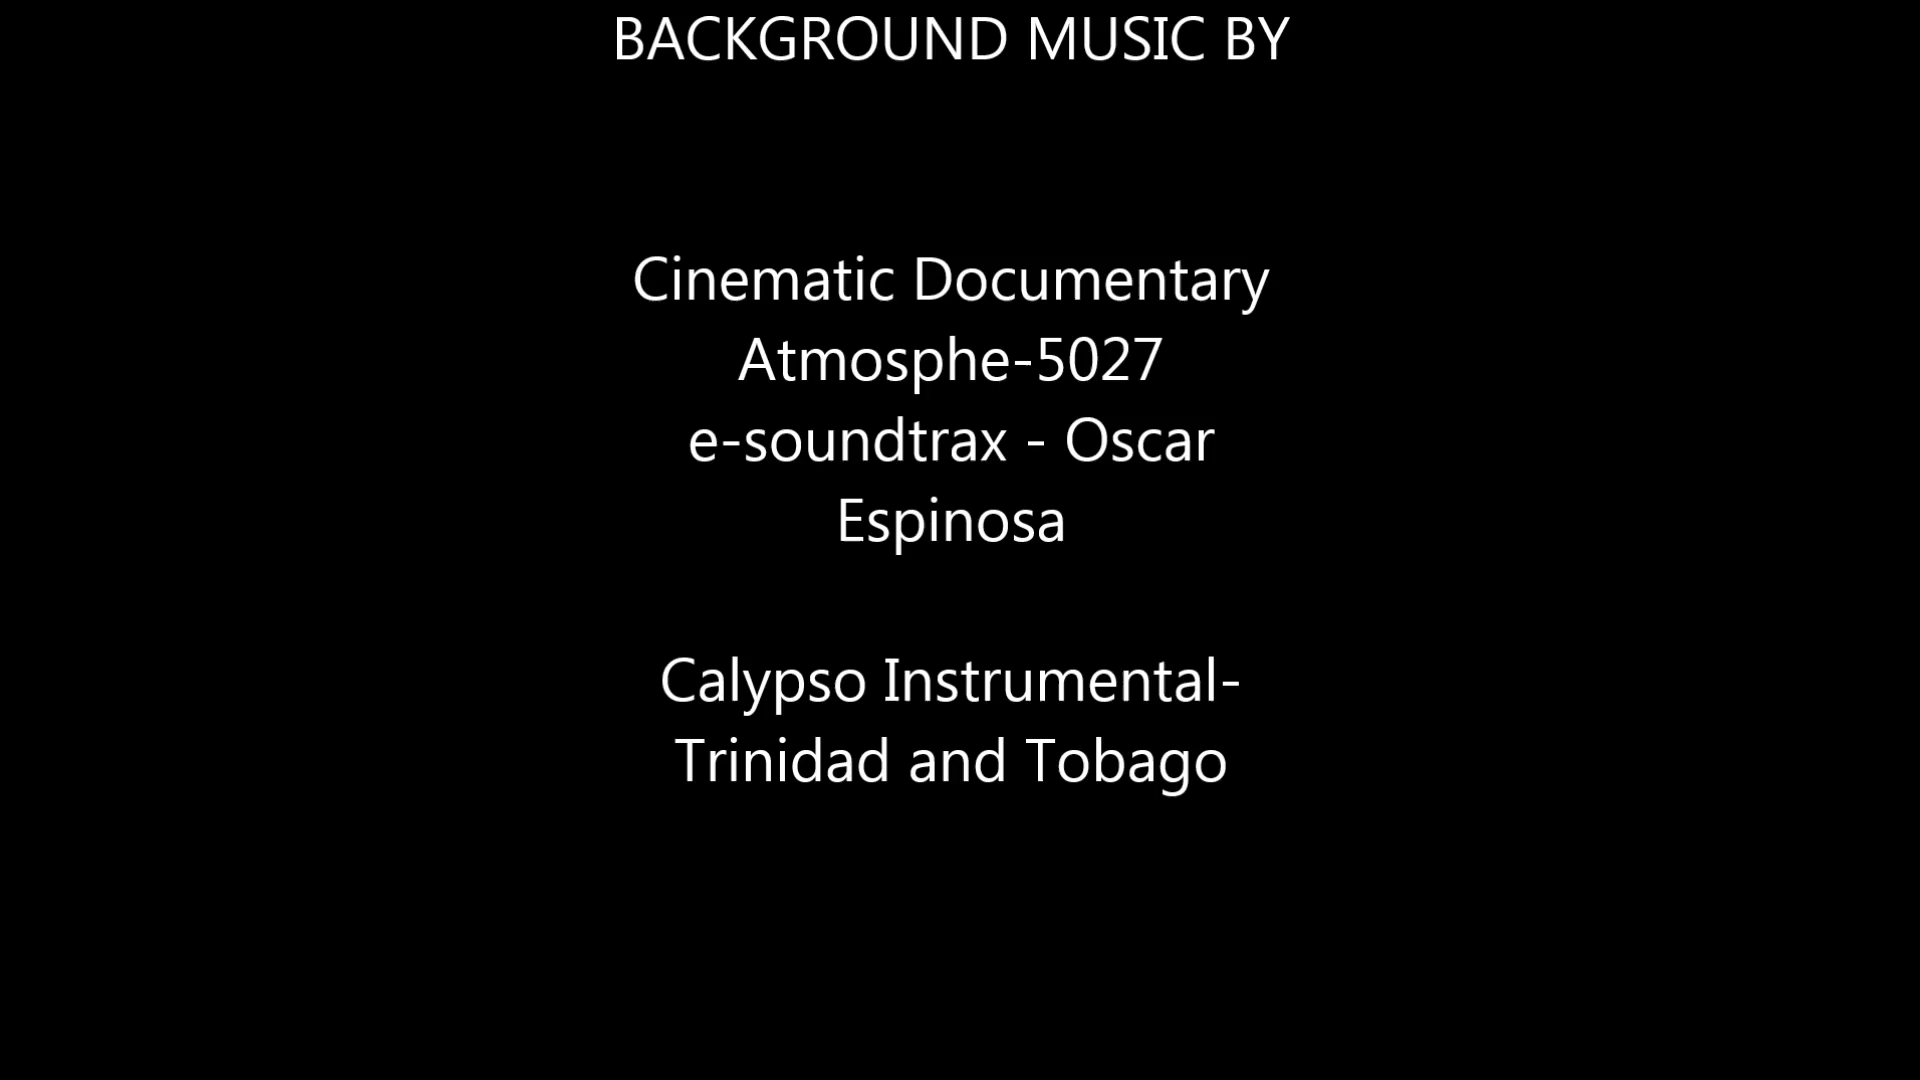 BACKGROUND MUSIC BY
Cinematic Documentary
Atmosphe-5027
e-soundtrax - Oscar
Espinosa
Calypso Instrumental-
Trinidad and Tobago